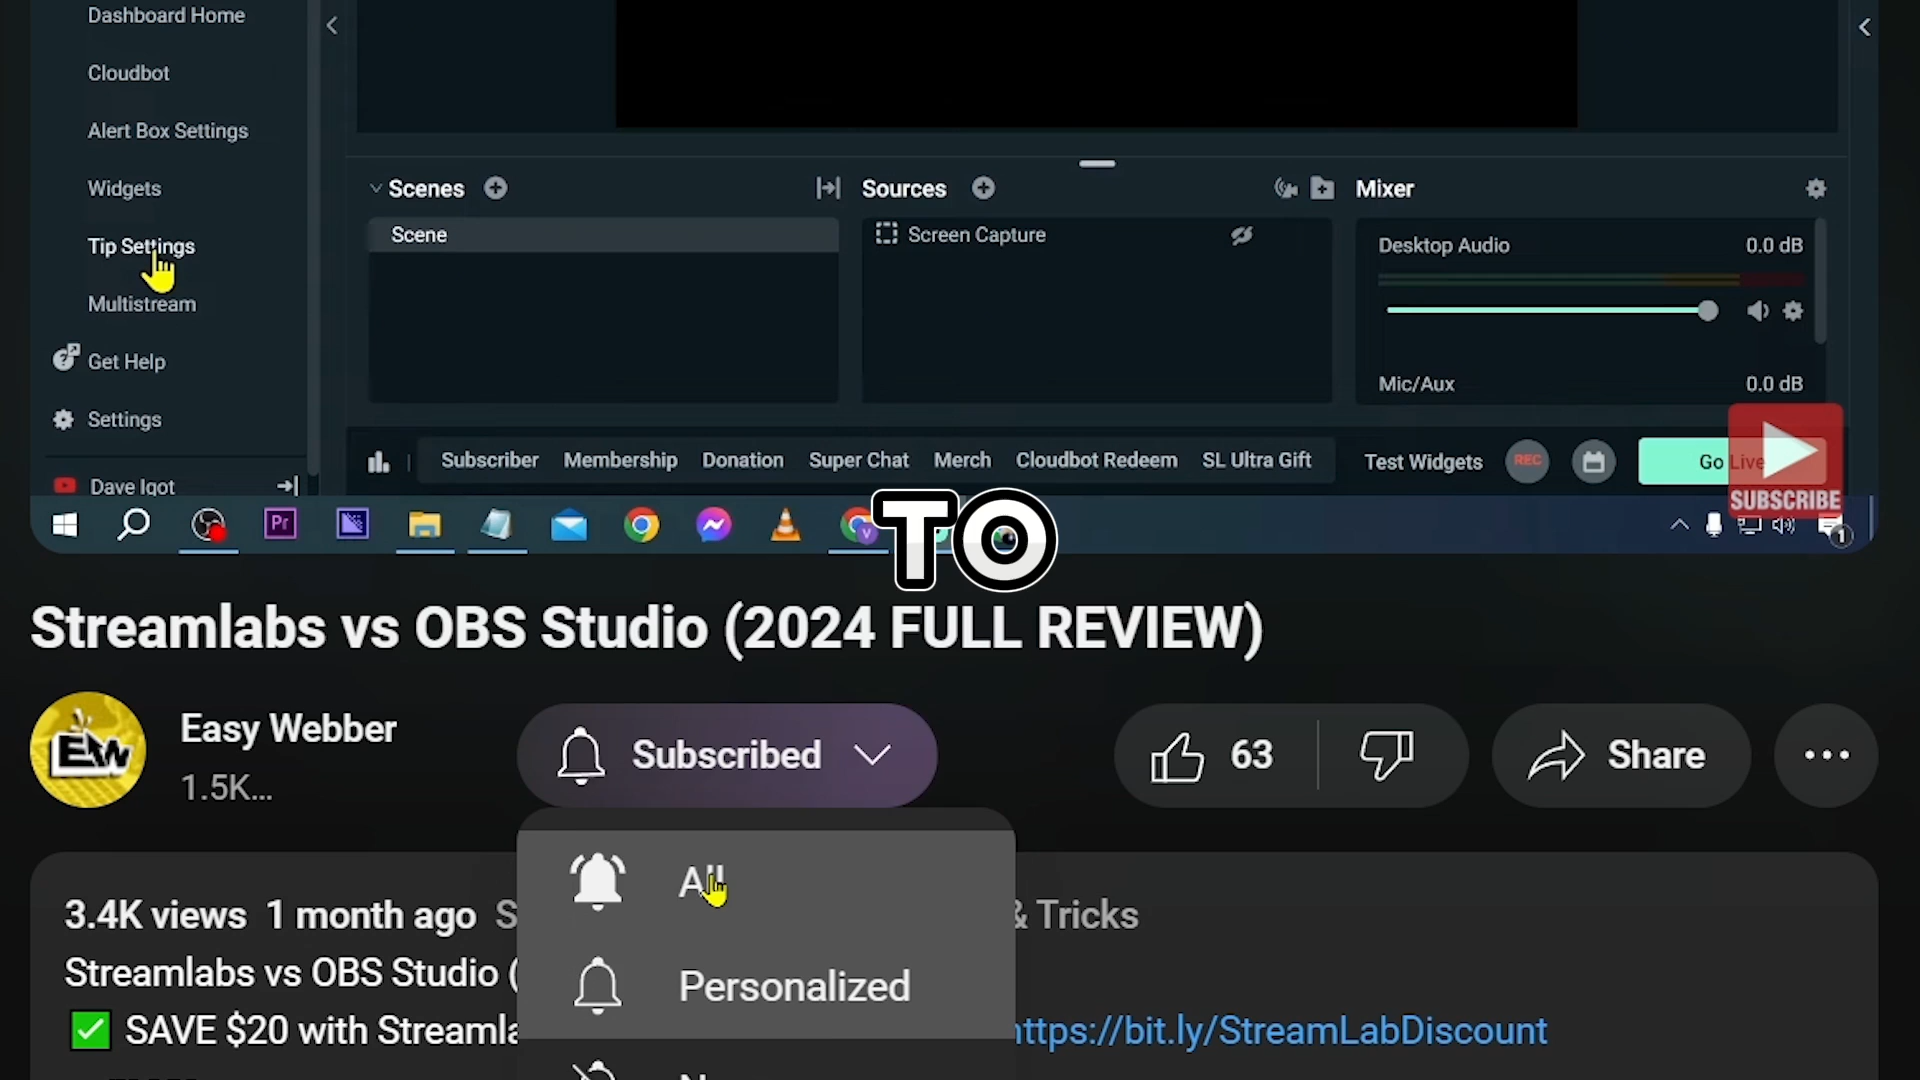 Dashboard Home
Cloudbot
Alert Box Settings
Widgets
Tip Settings
Multistream
Get Help
Settings
Dave Igot
Scenes
Scene
Sources
Screen Capture
Mixer
Desktop Audio 0.0 dB
Mic/Aux 0.0 dB
Subscriber Membership Donation Super Chat Merch Cloudbot Redeem SL Ultra Gift
Test Widgets REC Go Live
SUBSCRIBE
Pr
V
1
TO
Streamlabs vs OBS Studio (2024 FULL REVIEW)
EW
Easy Webber
1.5K...
Subscribed
63
Share
All
Personalized
3.4K views 1 month ago & Tricks
Streamlabs vs OBS Studio (
✅ SAVE $20 with https://bit.ly/StreamLabDiscount